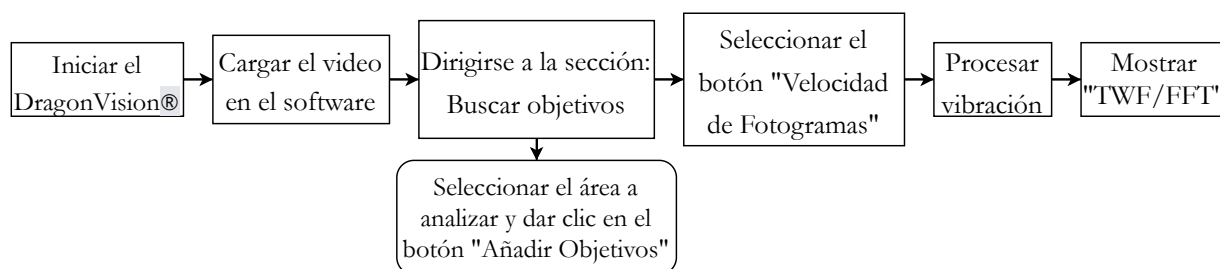 Iniciar el
DragonVision®
Cargar el video
en el software
Dirigirse a la sección:
Buscar objetivos
Seleccionar el área a
analizar y dar clic en el
botón "Añadir Objetivos"
Seleccionar el
botón "Velocidad
de Fotogramas"
Procesar
vibración
Mostrar
"TWF/FFT"